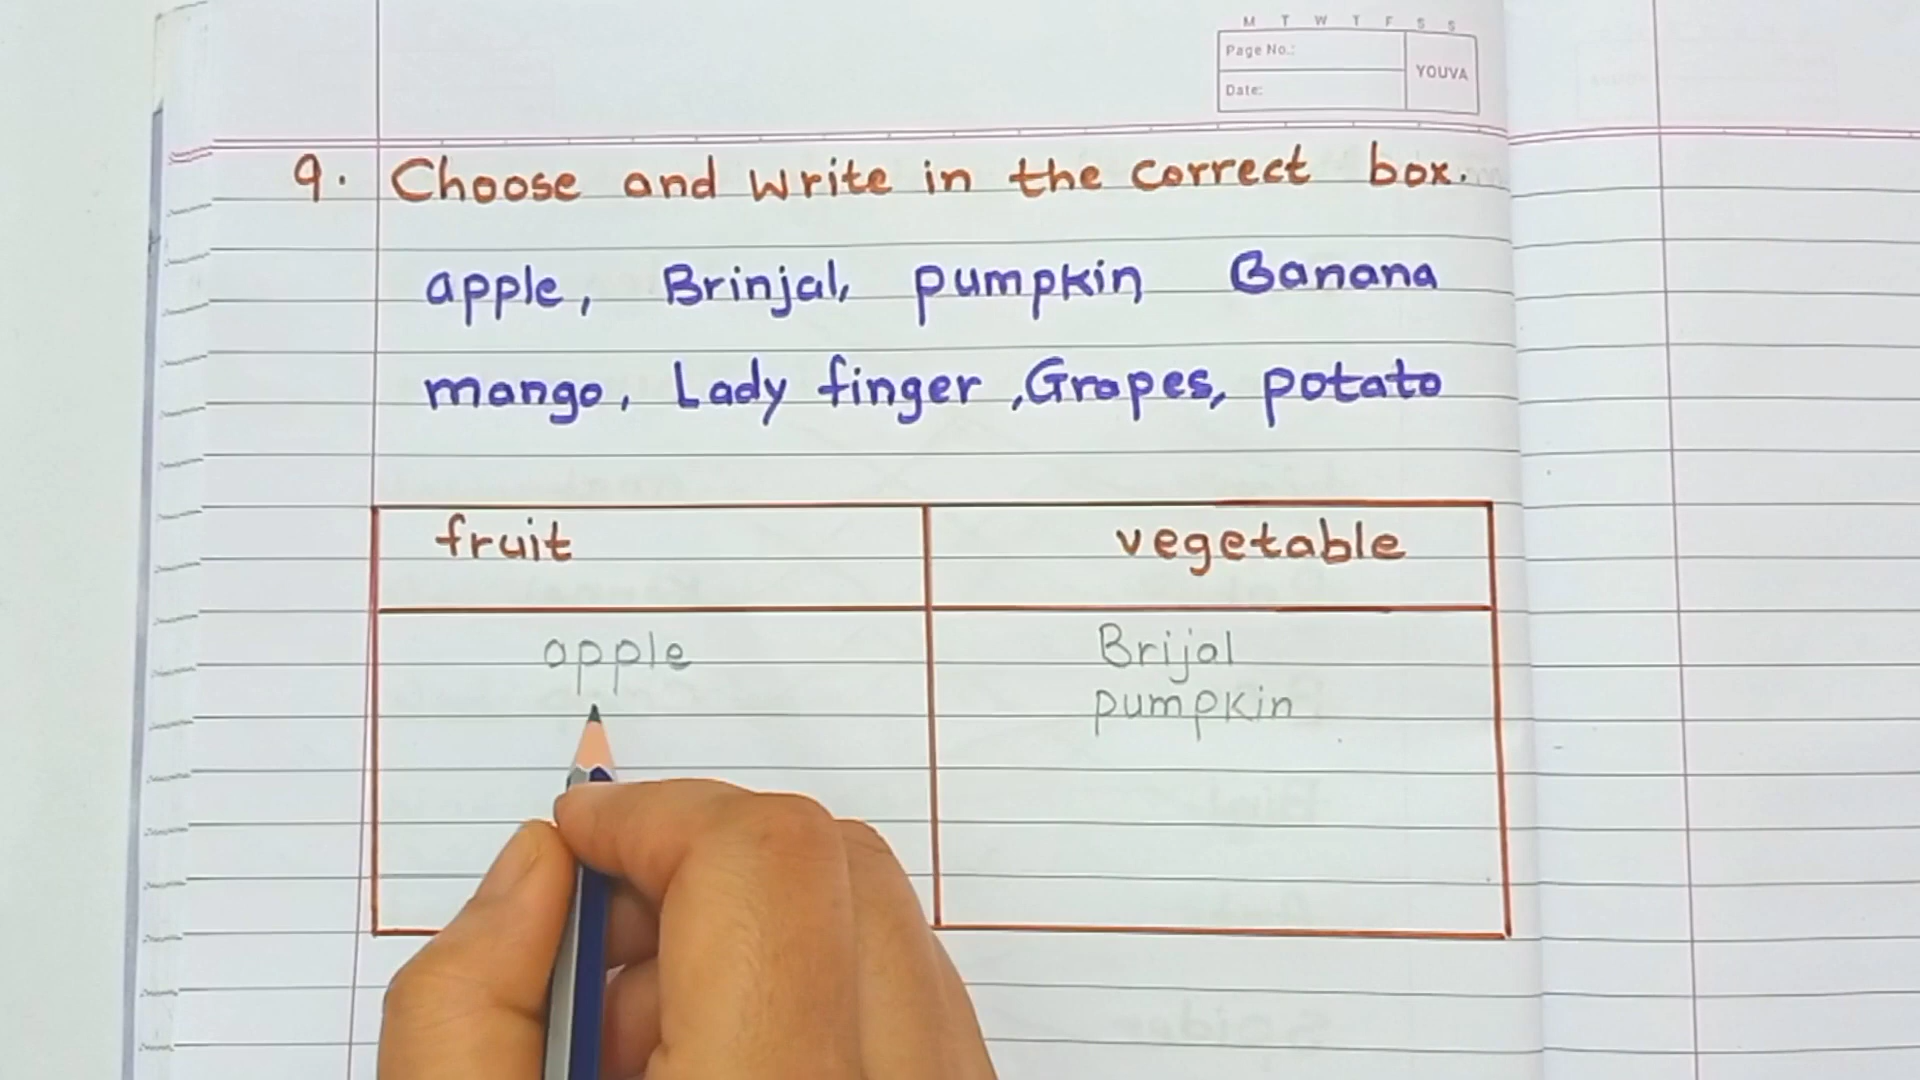 M T W T F S S
Page No.:
YOUVA
Date:
9. Choose and write in the correct box.
apple, Brinjal, pumpkin Banana
mango, Lady finger ,Grapes, potato
fruit vegetable
apple Brijal
pumpkin